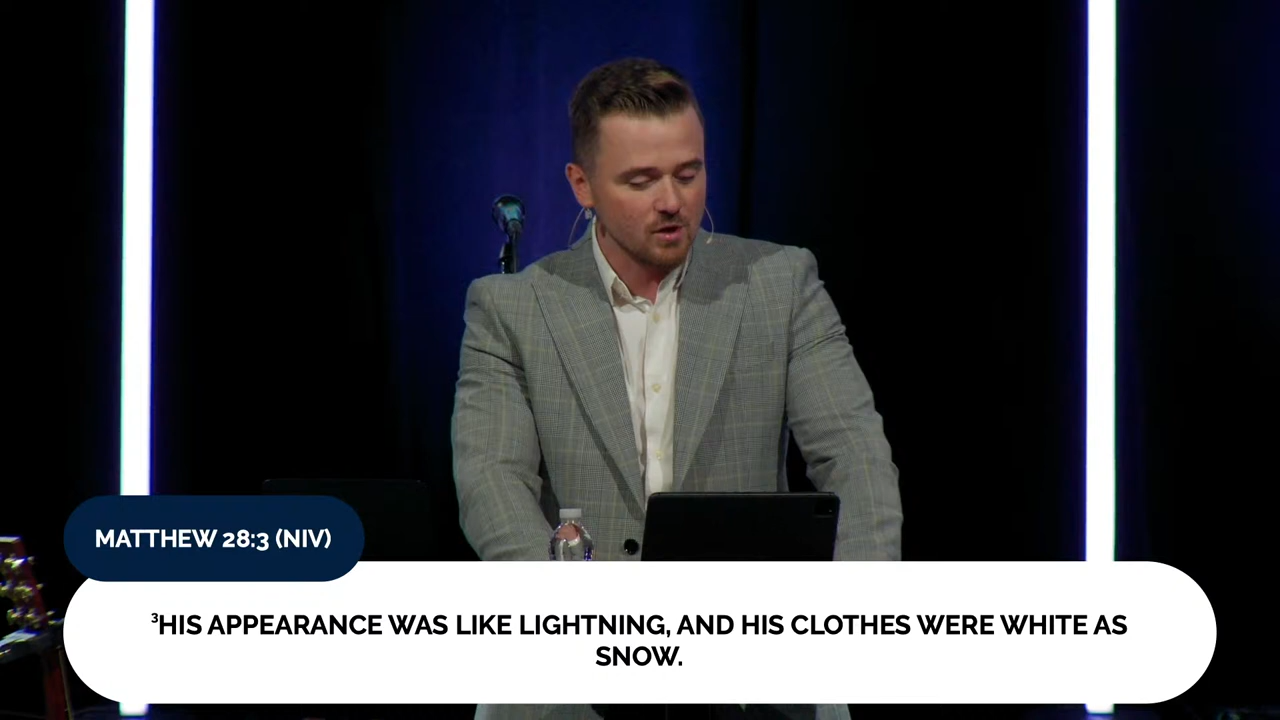 MATTHEW 28:3 (NIV)
³HIS APPEARANCE WAS LIKE LIGHTNING, AND HIS CLOTHES WERE WHITE AS
SNOW.